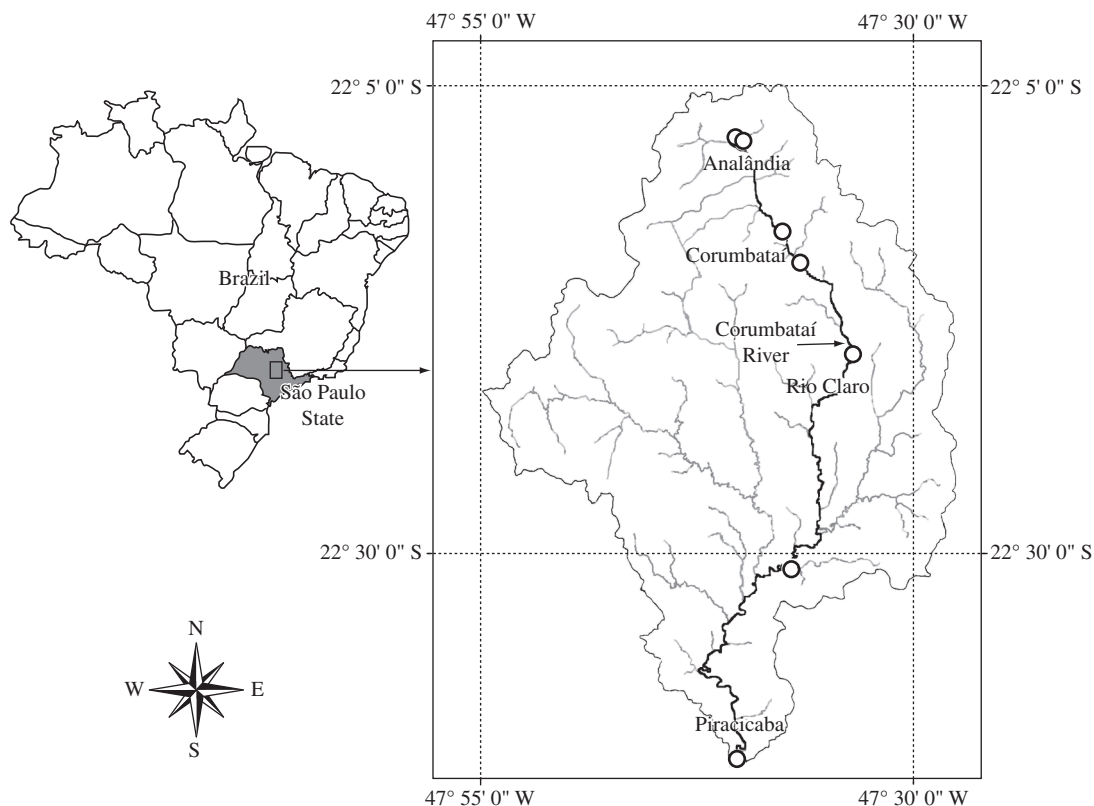 47° 55' 0" W
47° 30' 0" W
22° 5' 0" S
22° 5' 0" S
Analândia
Corumbataí
Brazil
Corumbataí
River
Rio Claro
São Paulo
State
22° 30' 0" S
22° 30' 0" S
N
W
E
S
Piracicaba
47° 55' 0" W
47° 30' 0" W